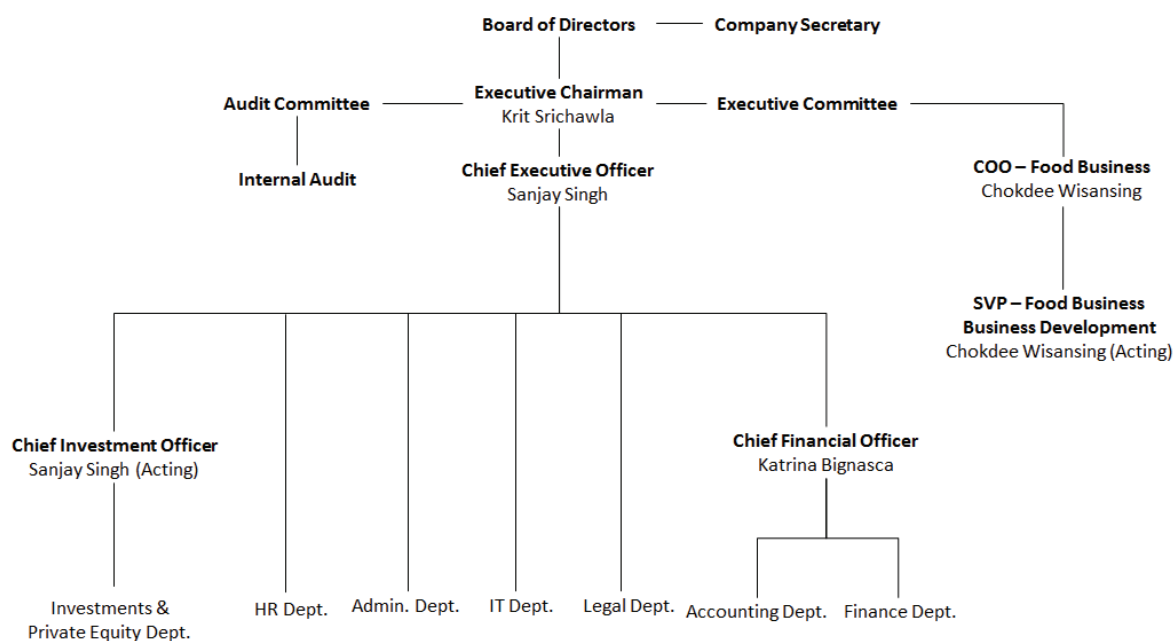 Board of Directors
Company Secretary
Audit Committee
Executive Chairman
Krit Srichawla
Executive Committee
Internal Audit
Chief Executive Officer
Sanjay Singh
COO – Food Business
Chokdee Wisansing
SVP – Food Business
Business Development
Chokdee Wisansing (Acting)
Chief Investment Officer
Sanjay Singh (Acting)
Chief Financial Officer
Katrina Bignasca
Investments &
Private Equity Dept.
HR Dept.
Admin. Dept.
IT Dept.
Legal Dept.
Accounting Dept.
Finance Dept.